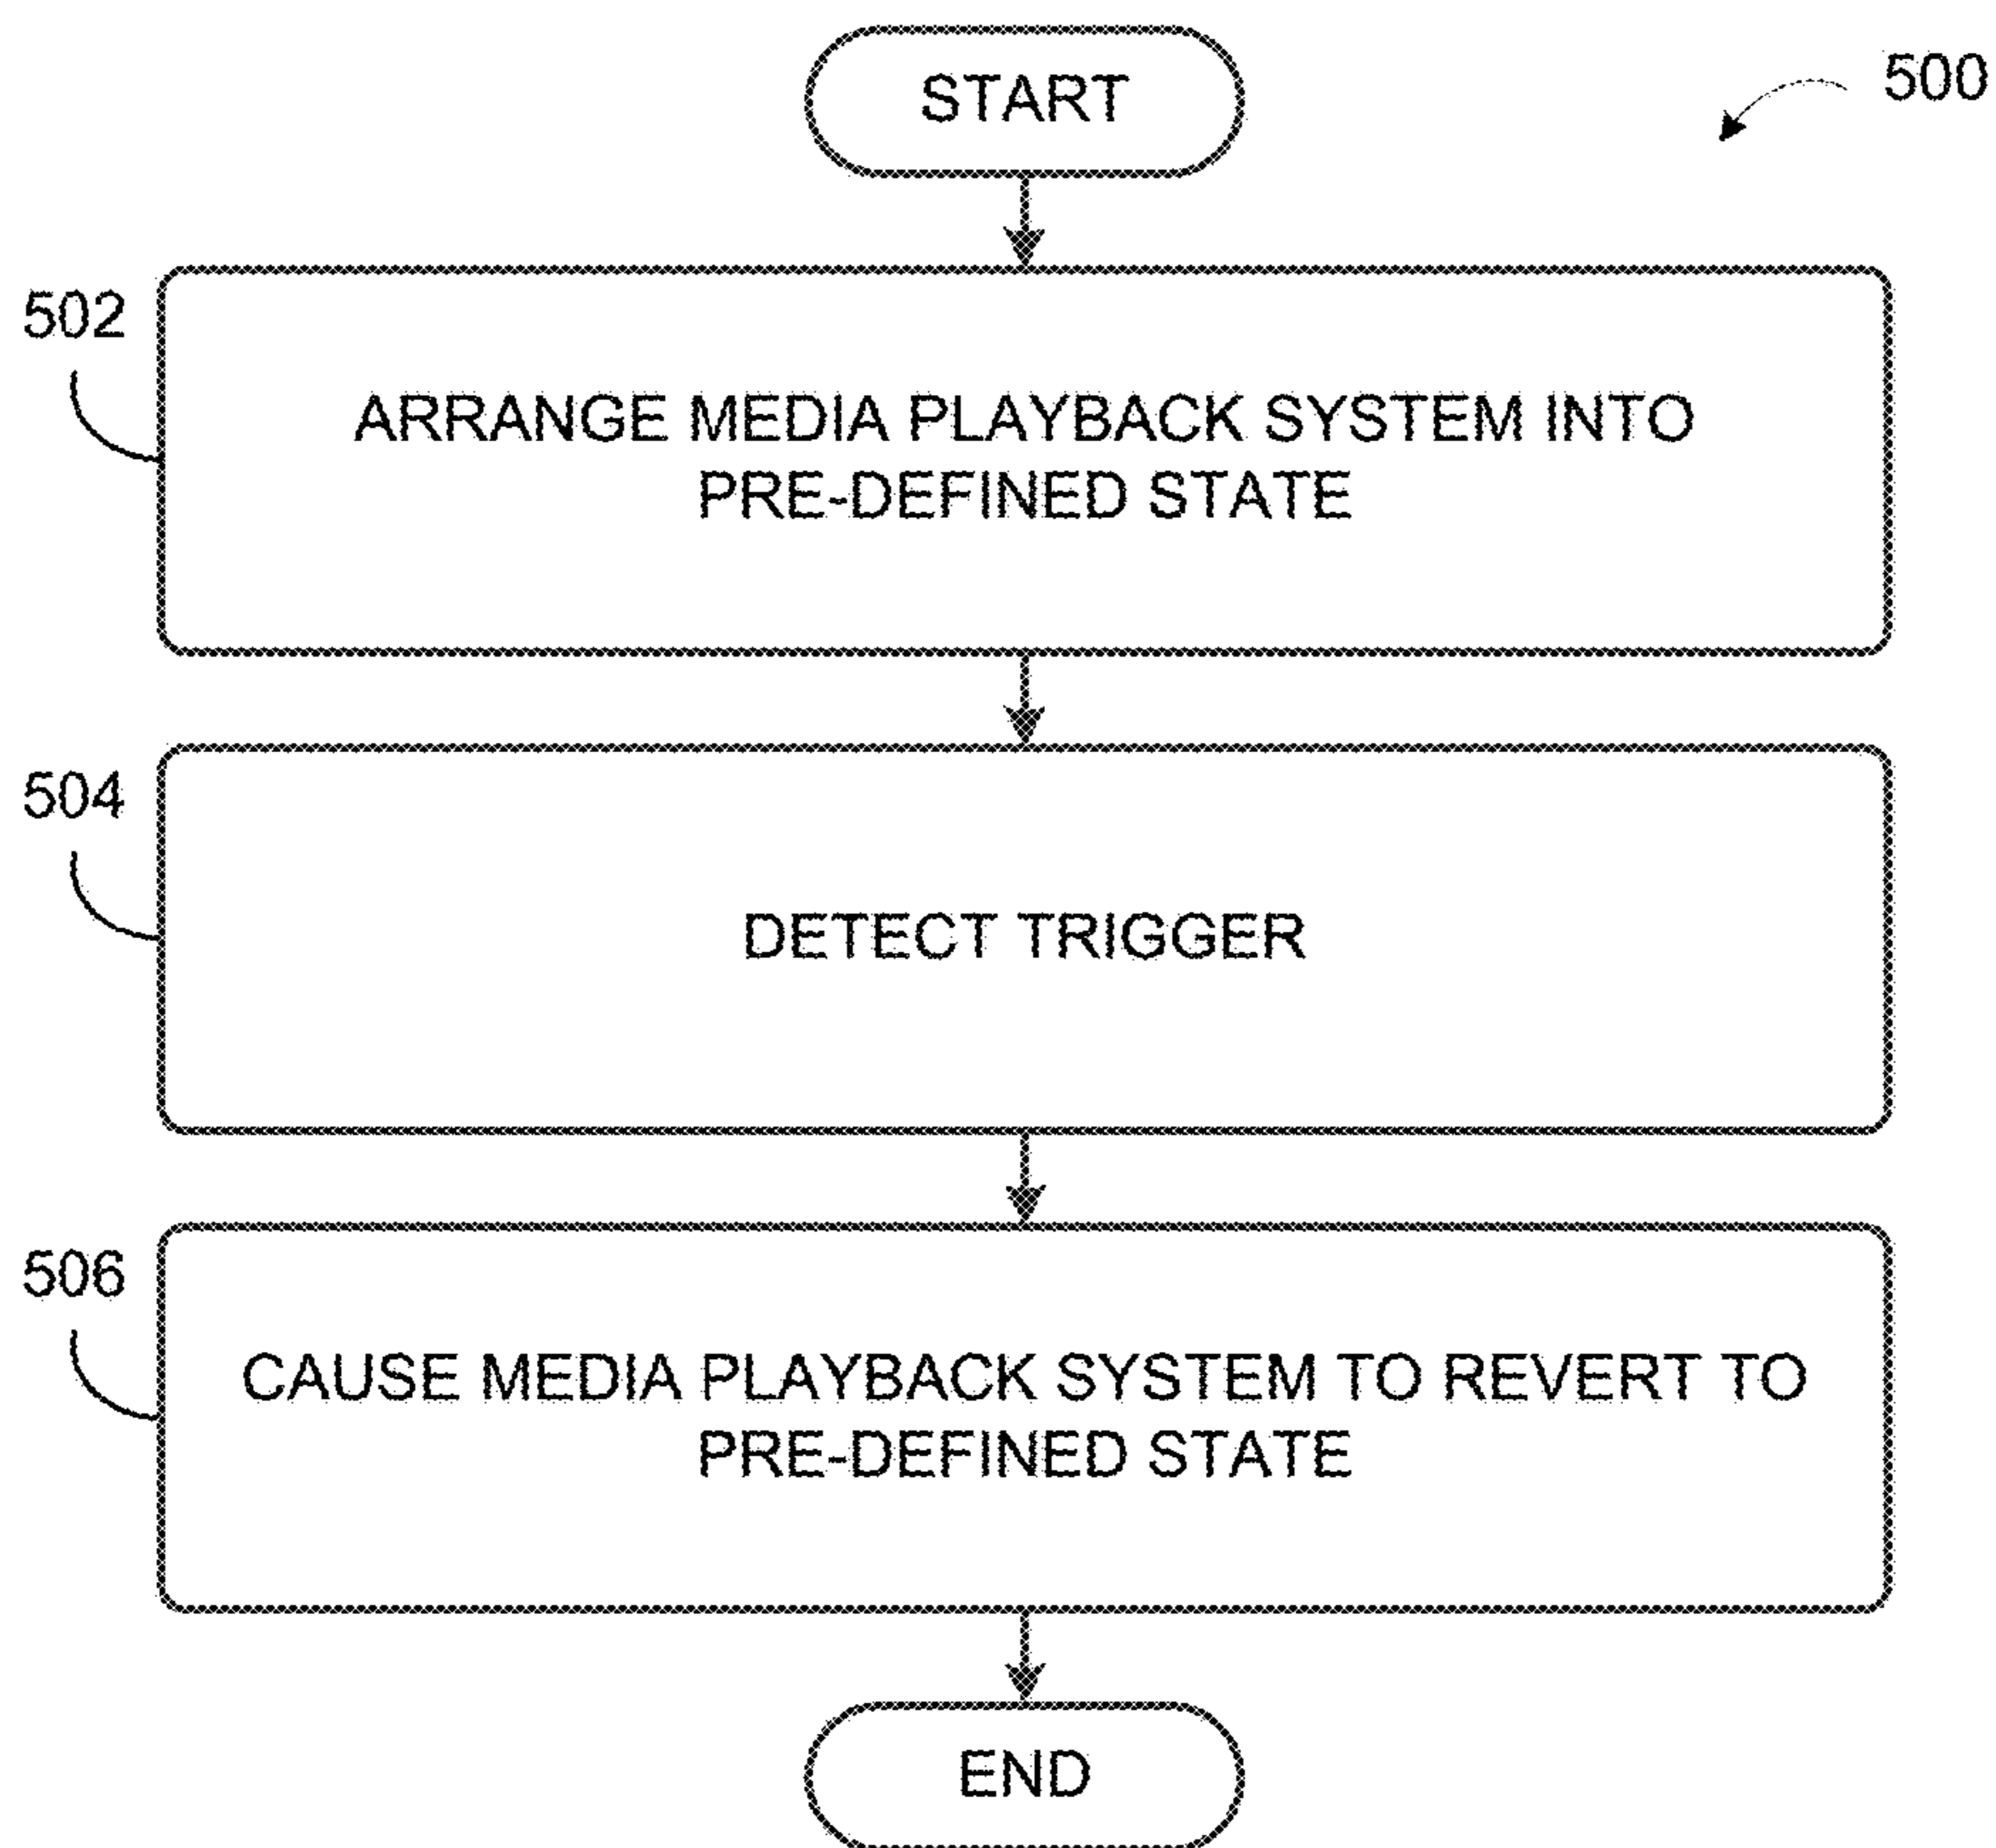 START
500
502
ARRANGE MEDIA PLAYBACK SYSTEM INTO
PRE-DEFINED STATE
504
DETECT TRIGGER
506
CAUSE MEDIA PLAYBACK SYSTEM TO REVERT TO
PRE-DEFINED STATE
END